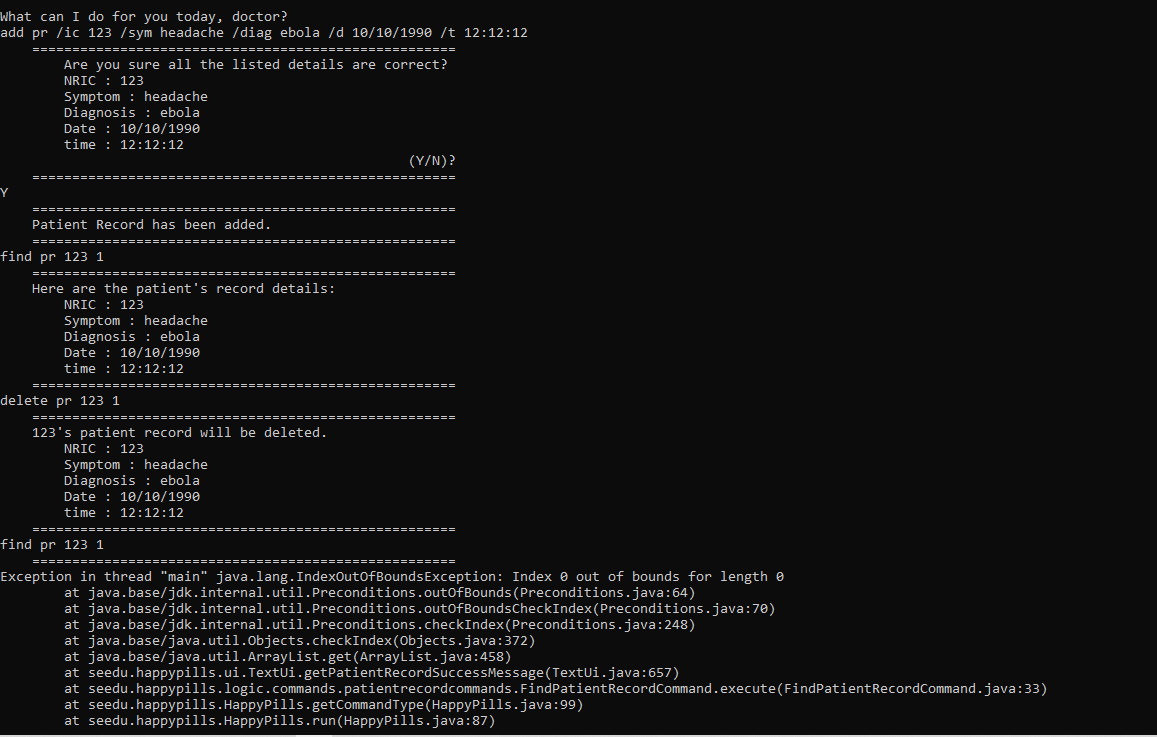 What can I do for you today, doctor?
add pr /ic 123 /sym headache /diag ebola /d 10/10/1990 /t 12:12:12
    =====================================================
        Are you sure all the listed details are correct?
        NRIC : 123
        Symptom : headache
        Diagnosis : ebola
        Date : 10/10/1990
        time : 12:12:12
                                                   (Y/N)?
    =====================================================
Y
    =====================================================
    Patient Record has been added.
    =====================================================
find pr 123 1
    =====================================================
    Here are the patient's record details:
        NRIC : 123
        Symptom : headache
        Diagnosis : ebola
        Date : 10/10/1990
        time : 12:12:12
    =====================================================
delete pr 123 1
    =====================================================
    123's patient record will be deleted.
        NRIC : 123
        Symptom : headache
        Diagnosis : ebola
        Date : 10/10/1990
        time : 12:12:12
    =====================================================
find pr 123 1
    =====================================================
Exception in thread "main" java.lang.IndexOutOfBoundsException: Index 0 out of bounds for length 0
        at java.base/jdk.internal.util.Preconditions.outOfBounds(Preconditions.java:64)
        at java.base/jdk.internal.util.Preconditions.outOfBoundsCheckIndex(Preconditions.java:70)
        at java.base/jdk.internal.util.Preconditions.checkIndex(Preconditions.java:248)
        at java.base/java.util.Objects.checkIndex(Objects.java:372)
        at java.base/java.util.ArrayList.get(ArrayList.java:458)
        at seedu.happypills.ui.TextUi.getPatientRecordSuccessMessage(TextUi.java:657)
        at seedu.happypills.logic.commands.patientrecordcommands.FindPatientRecordCommand.execute(FindPatientRecordCommand.java:33)
        at seedu.happypills.HappyPills.getCommandType(HappyPills.java:99)
        at seedu.happypills.HappyPills.run(HappyPills.java:87)